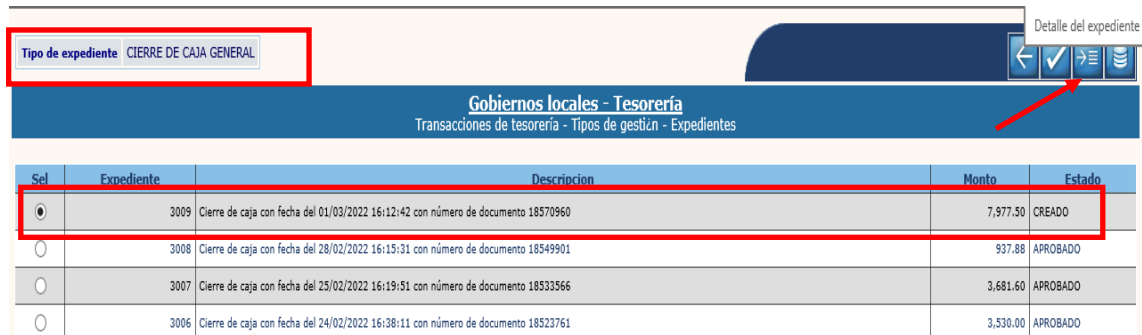 Detalle del expediente
Tipo de expediente CIERRE DE CAJA GENERAL
Gobiernos locales - Tesorería
Transacciones de tesorería - Tipos de gesti¿n - Expedientes
Sel Expediente Descripcion Monto Estado
3009 Cierre de caja con fecha del 01/03/2022 16:12:42 con número de documento 18570960 7,977.50 CREADO
3008 Cierre de caja con fecha del 28/02/2022 16:15:31 con número de documento 18549901 937.88 APROBADO
3007 Cierre de caja con fecha del 25/02/2022 16:19:51 con número de documento 18533566 3,681.60 APROBADO
3006 Cierre de caja con fecha del 24/02/2022 16:38:11 con número de documento 18523761 3,530.00 APROBADO